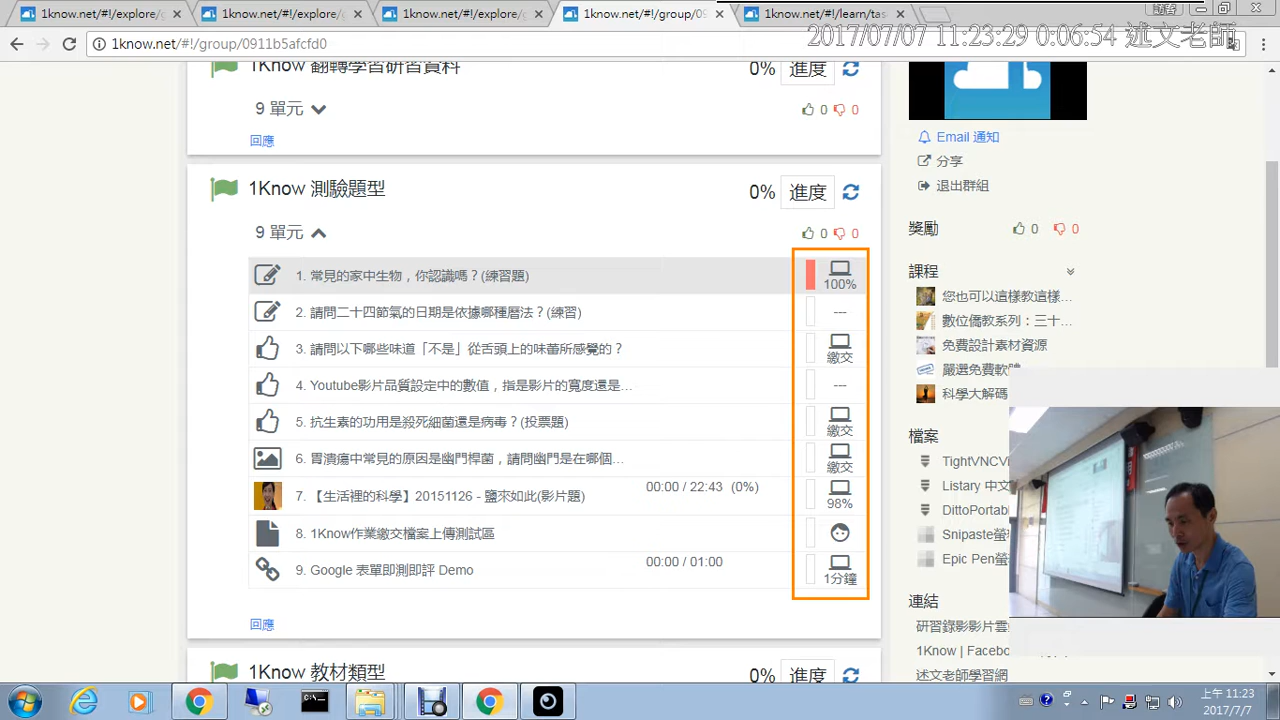 1know.net/#!/explore/g
1know.net/#!/explore/g
1know.net/#!/explore/g
1know.net/#!/group/09
1know.net/#!/learn/tas
1know.net/#!/group/0911b5afcfd0
2017/07/07 11:23:29 0:06:54 述文老師
1Know 翻轉學習研習資料
0% 進度
9 單元
0 0
回應
1Know 測驗題型
0% 進度
9 單元
0 0
1. 常見的家中生物，你認識嗎？(練習題)
100%
2. 請問二十四節氣的日期是依據哪種曆法？(練習)
---
3. 請問以下哪些味道「不是」從舌頭上的味蕾所感覺的？
繳交
4. Youtube影片品質設定中的數值，指是影片的寬度還是…
---
5. 抗生素的功用是殺死細菌還是病毒？(投票題)
繳交
6. 胃潰瘍中常見的原因是幽門桿菌，請問幽門是在哪個…
繳交
7. 【生活裡的科學】20151126 - 鹽來如此(影片題)
00:00 / 22:43 (0%)
98%
8. 1Know作業繳交檔案上傳測試區
9. Google 表單即測即評 Demo
00:00 / 01:00
1分鐘
回應
1Know 教材類型
0% 進度
Email 通知
分享
退出群組
獎勵 0 0
課程
您也可以這樣教這樣…
數位僑教系列：三十…
免費設計素材資源
嚴選免費軟體
科學大解碼
檔案
TightVNCVi
Listary 中文
DittoPortab
Snipaste螢
Epic Pen螢
連結
研習錄影影片雲
1Know | Facebo
述文老師學習網
上午 11:23
2017/7/7